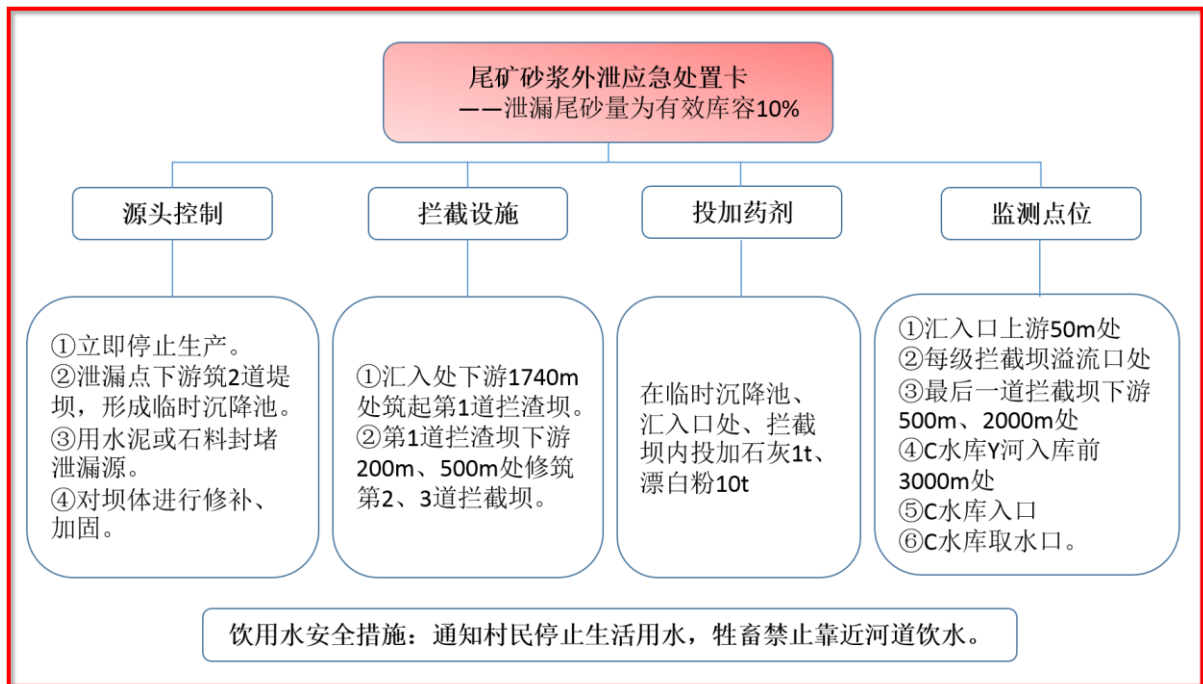 尾矿砂浆外泄应急处置卡
——泄漏尾砂量为有效库容10%
源头控制
拦截设施
投加药剂
监测点位
①立即停止生产。
②泄漏点下游筑2道堤
坝，形成临时沉降池。
③用水泥或石料封堵
泄漏源。
④对坝体进行修补、
加固。
①汇入处下游1740m
处筑起第1道拦渣坝。
②第1道拦渣坝下游
200m、500m处修筑
第2、3道拦截坝。
在临时沉降池、
汇入口处、拦截
坝内投加石灰1t、
漂白粉10t
①汇入口上游50m处
②每级拦截坝溢流口处
③最后一道拦截坝下游
500m、2000m处
④C水库Y河入库前
3000m处
⑤C水库入口
⑥C水库取水口。
饮用水安全措施：通知村民停止生活用水，牲畜禁止靠近河道饮水。